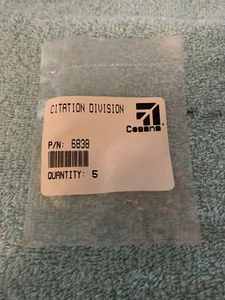 CITATION DIVISION
Cessna.
P/N: 6838
QUANTITY: 5